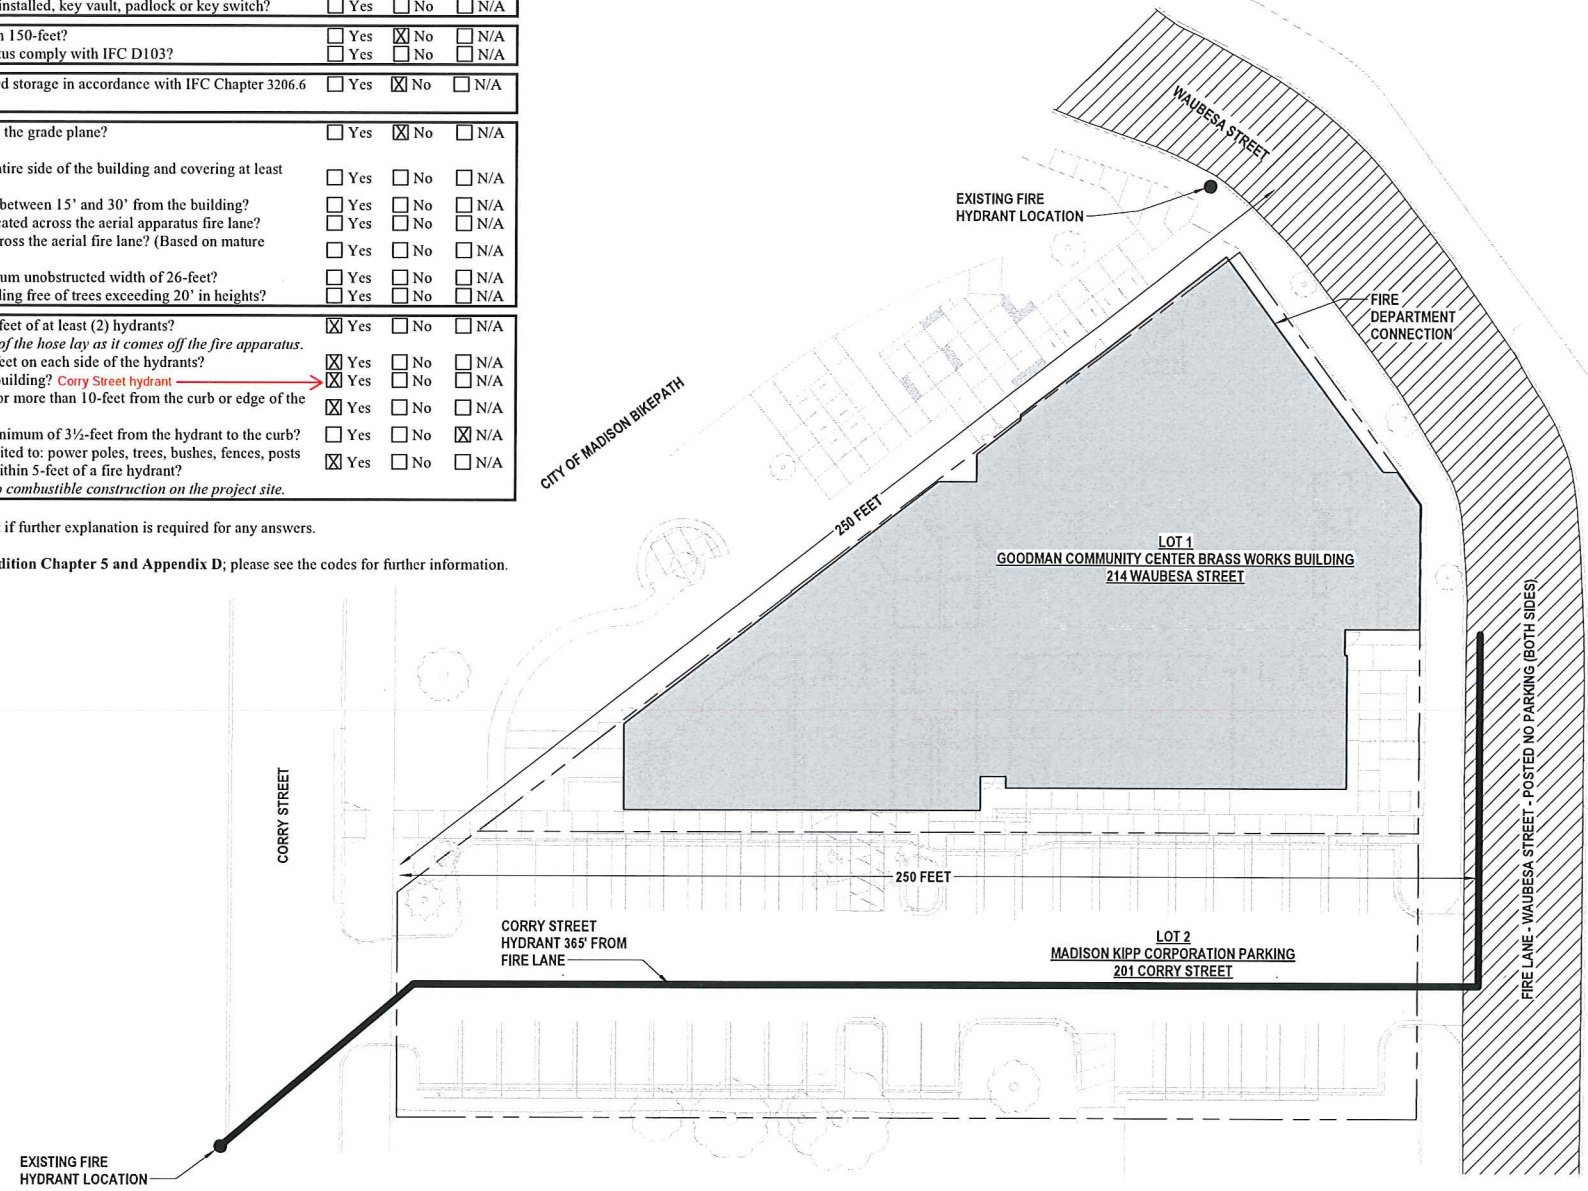 installed, key vault, padlock or key switch? Yes No N/A
150-feet? Yes X No N/A
comply with IFC D103? Yes No N/A
storage in accordance with IFC Chapter 3206.6 Yes X No N/A
the grade plane? Yes X No N/A
side of the building and covering at least
Yes No N/A
between 15' and 30' from the building? Yes No N/A
across the aerial apparatus fire lane? Yes No N/A
the aerial fire lane? (Based on mature
Yes No N/A
unobstructed width of 26-feet? Yes No N/A
free of trees exceeding 20' in heights? Yes No N/A
feet of at least (2) hydrants? X Yes No N/A
of the hose lay as it comes off the fire apparatus.
on each side of the hydrants? X Yes No N/A
building? Corry Street hydrant X Yes No N/A
or more than 10-feet from the curb or edge of the
X Yes No N/A
of 3½-feet from the hydrant to the curb? Yes No X N/A
to: power poles, trees, bushes, fences, posts
X Yes No N/A
within 5-feet of a fire hydrant?
combustible construction on the project site.
if further explanation is required for any answers.
Chapter 5 and Appendix D; please see the codes for further information.
WAUBESA STREET
EXISTING FIRE
HYDRANT LOCATION
FIRE
DEPARTMENT
CONNECTION
CITY OF MADISON BIKEPATH
250 FEET
LOT 1
GOODMAN COMMUNITY CENTER BRASS WORKS BUILDING
214 WAUBESA STREET
FIRE LANE - WAUBESA STREET - POSTED NO PARKING (BOTH SIDES)
CORRY STREET
250 FEET
CORRY STREET
HYDRANT 365' FROM
FIRE LANE
LOT 2
MADISON KIPP CORPORATION PARKING
201 CORRY STREET
EXISTING FIRE
HYDRANT LOCATION